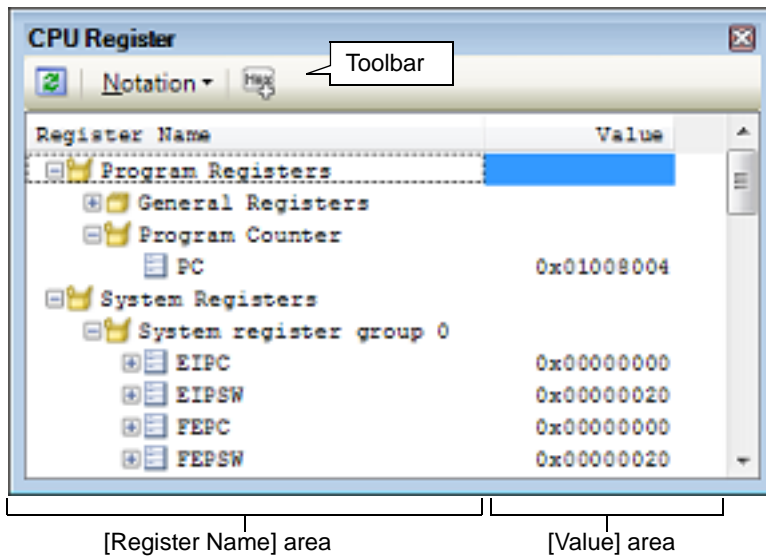 CPU Register
Notation Hex
Toolbar
Register Name Value
Program Registers
General Registers
Program Counter
PC 0x01008004
System Registers
System register group 0
EIPC 0x00000000
EIPSW 0x00000020
FEPC 0x00000000
FEPSW 0x00000020
[Register Name] area [Value] area